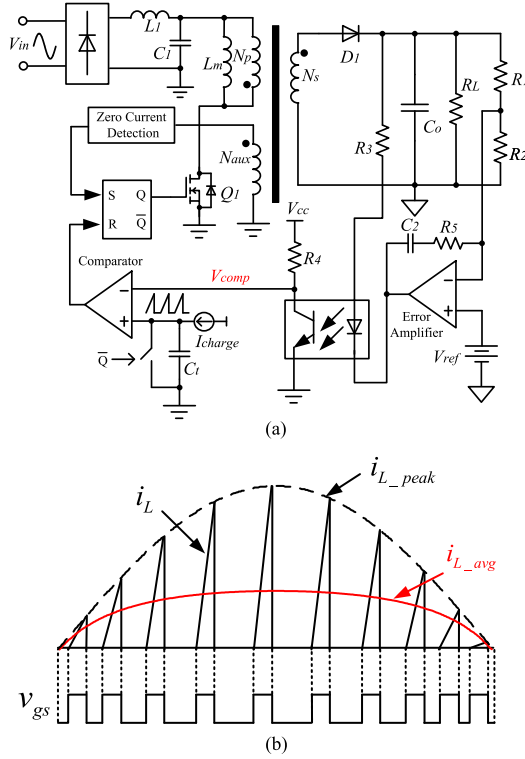 L1
Vin
C1
Lm
Np
Ns
D1
R3
Co
RL
R1
R2
Zero Current
Detection
Naux
S Q
R Q̅
Q1
Vcc
R4
C2
R5
Comparator
Vcomp
−
+
Icharge
Q̅
Ct
−
+
Error
Amplifier
Vref
(a)
iL
iL_peak
iL_avg
vgs
(b)